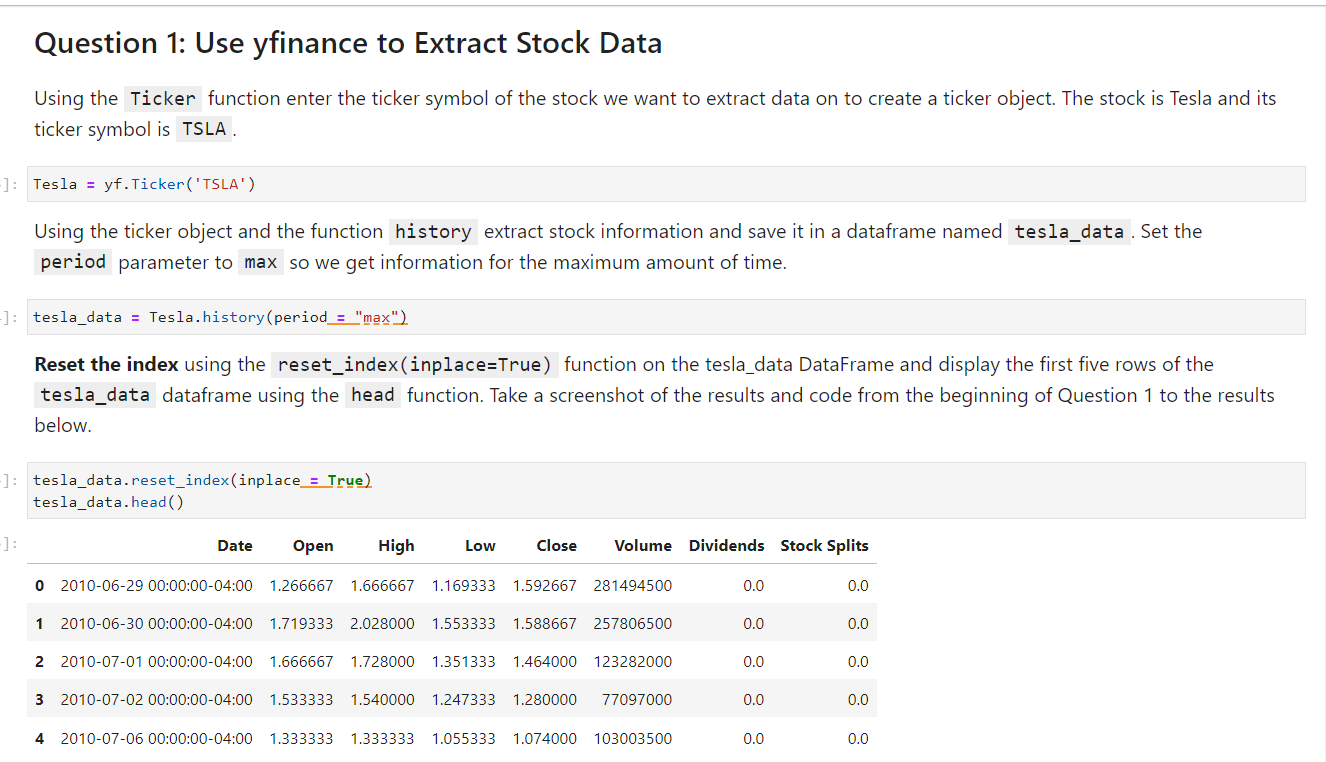 Question 1: Use yfinance to Extract Stock Data
Using the Ticker function enter the ticker symbol of the stock we want to extract data on to create a ticker object. The stock is Tesla and its
ticker symbol is TSLA .
]: Tesla = yf.Ticker('TSLA')
Using the ticker object and the function history extract stock information and save it in a dataframe named tesla_data . Set the
period parameter to max so we get information for the maximum amount of time.
]: tesla_data = Tesla.history(period = "max")
Reset the index using the reset_index(inplace=True) function on the tesla_data DataFrame and display the first five rows of the
tesla_data dataframe using the head function. Take a screenshot of the results and code from the beginning of Question 1 to the results
below.
]: tesla_data.reset_index(inplace = True)
tesla_data.head()
]: Date Open High Low Close Volume Dividends Stock Splits
0 2010-06-29 00:00:00-04:00 1.266667 1.666667 1.169333 1.592667 281494500 0.0 0.0
1 2010-06-30 00:00:00-04:00 1.719333 2.028000 1.553333 1.588667 257806500 0.0 0.0
2 2010-07-01 00:00:00-04:00 1.666667 1.728000 1.351333 1.464000 123282000 0.0 0.0
3 2010-07-02 00:00:00-04:00 1.533333 1.540000 1.247333 1.280000 77097000 0.0 0.0
4 2010-07-06 00:00:00-04:00 1.333333 1.333333 1.055333 1.074000 103003500 0.0 0.0